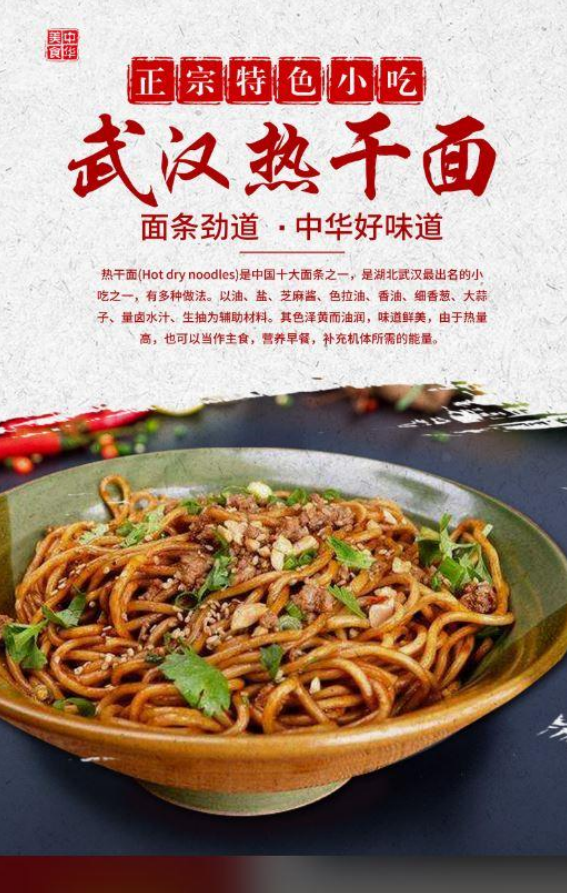 中华美食
正宗特色小吃
武汉热干面
面条劲道 · 中华好味道
热干面(Hot dry noodles)是中国十大面条之一，是湖北武汉最出名的小
吃之一，有多种做法。以油、盐、芝麻酱、色拉油、香油、细香葱、大蒜
子、量卤水汁、生抽为辅助材料。其色泽黄而油润，味道鲜美，由于热量
高，也可以当作主食，营养早餐，补充机体所需的能量。